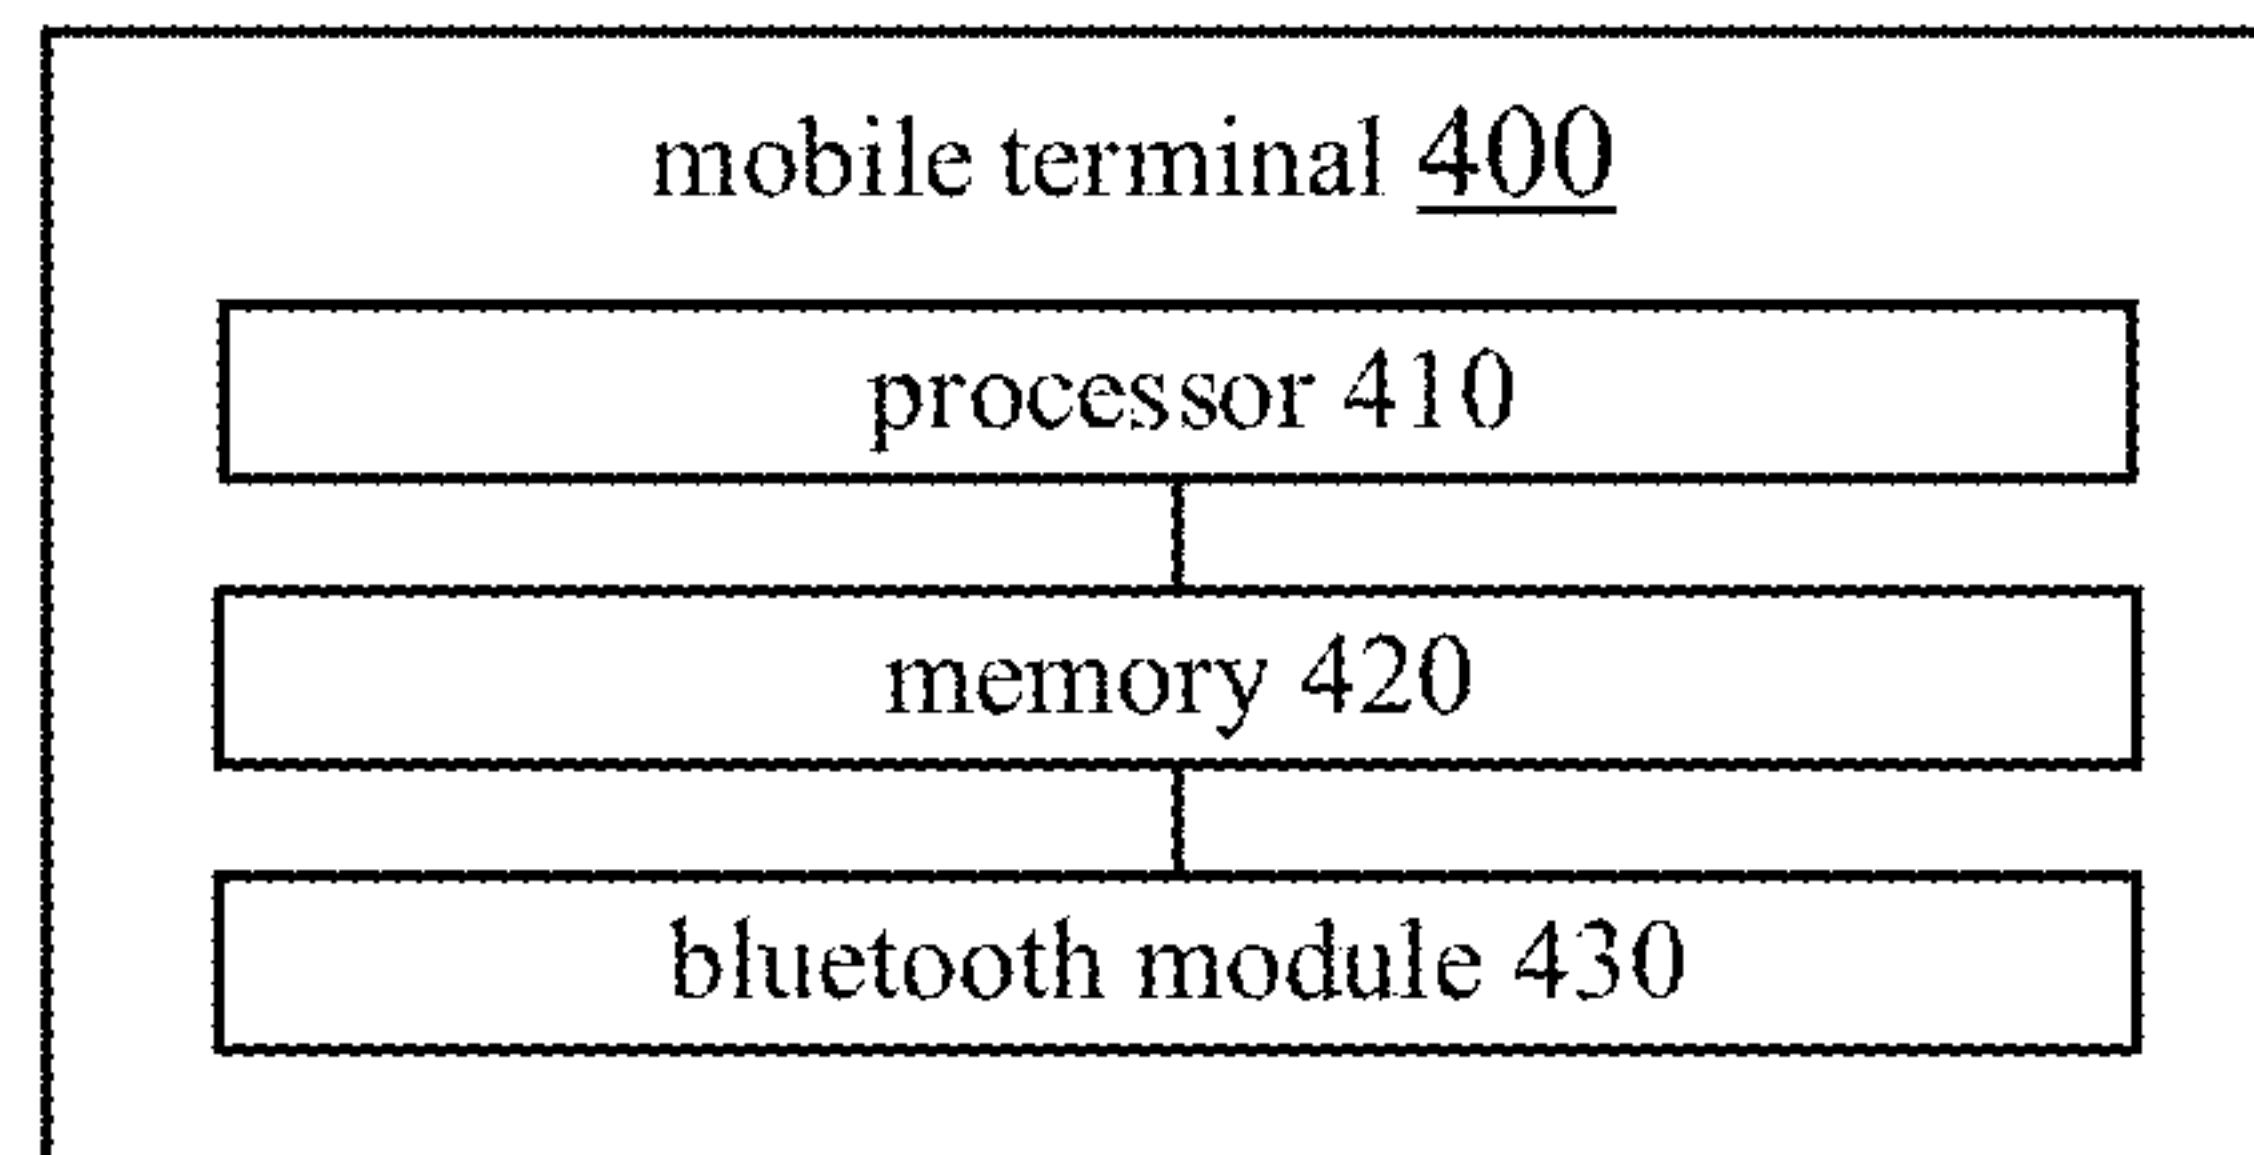 mobile terminal 400
processor 410
memory 420
bluetooth module 430